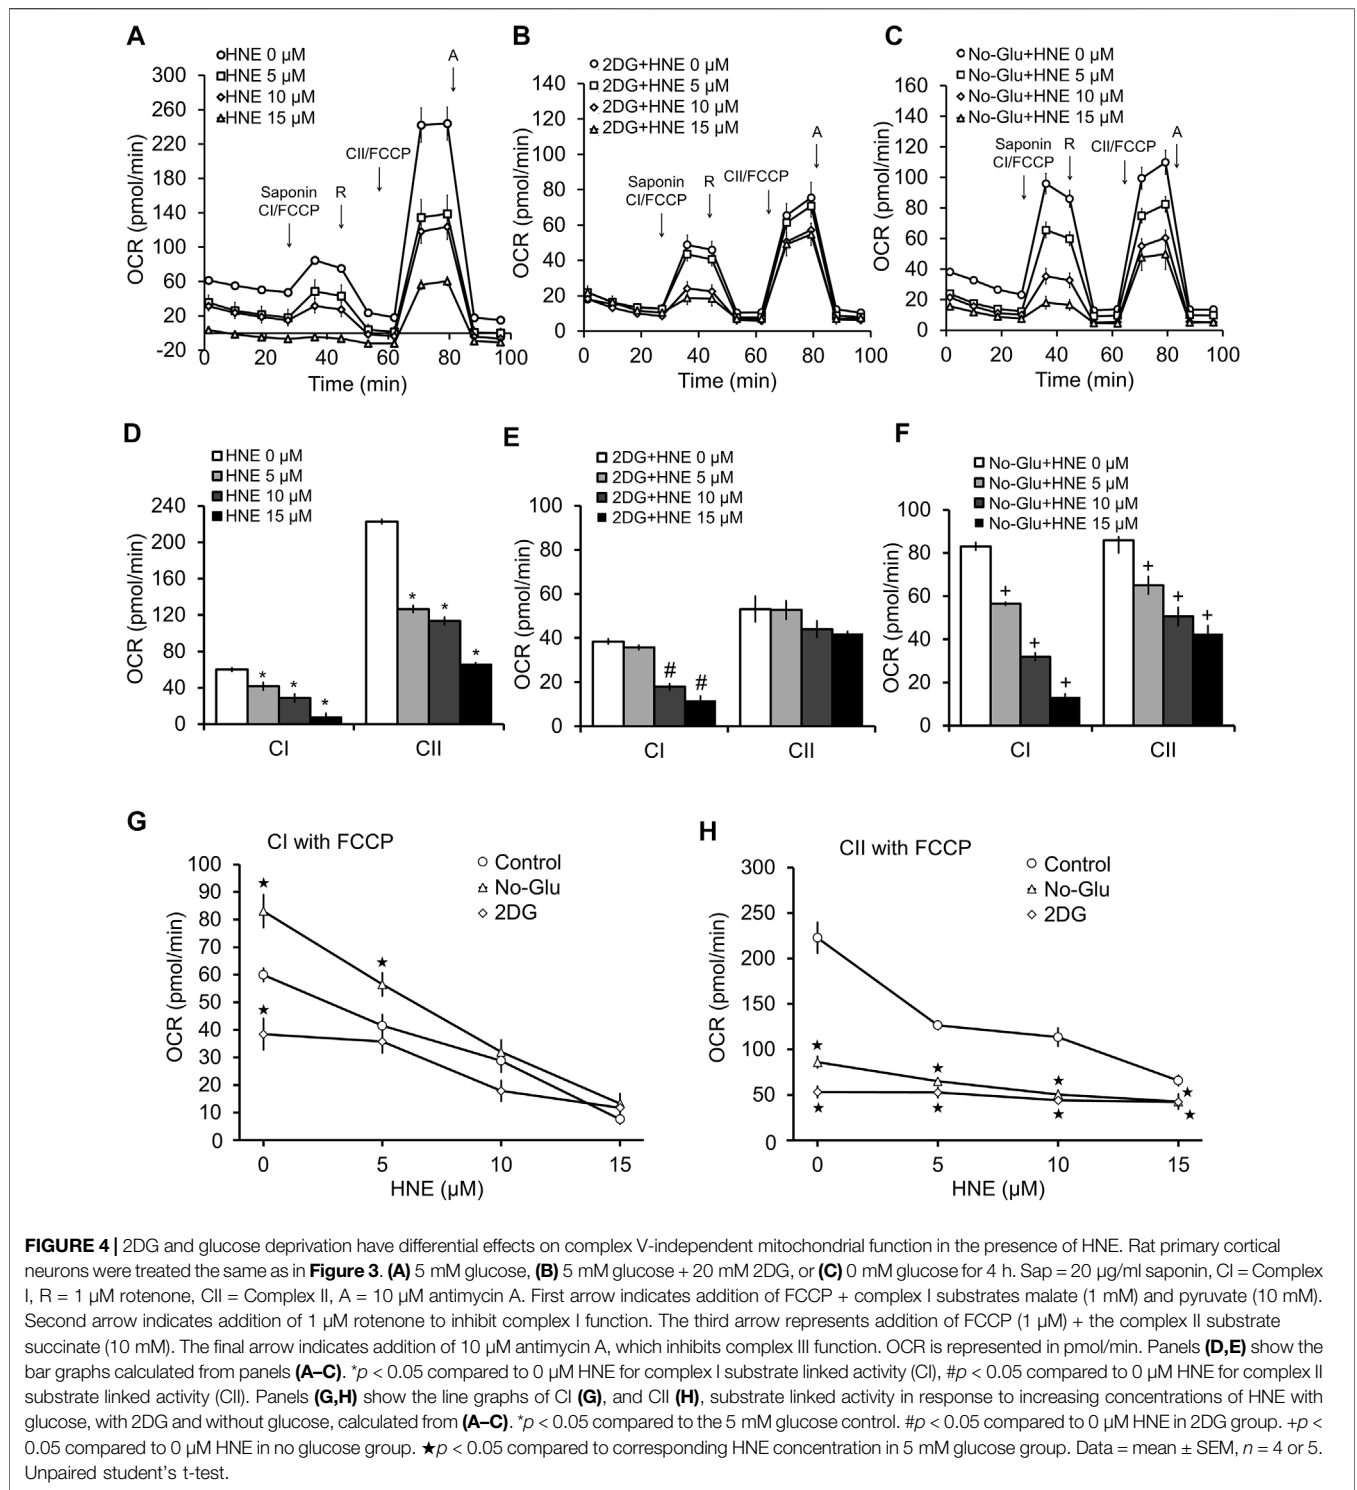 A
HNE 0 µM
HNE 5 µM
HNE 10 µM
HNE 15 µM
A
CII/FCCP
Saponin
CI/FCCP
R
OCR (pmol/min)
300
260
220
180
140
100
60
20
-20
0 20 40 60 80 100
Time (min)
B
2DG+HNE 0 µM
2DG+HNE 5 µM
2DG+HNE 10 µM
2DG+HNE 15 µM
A
CII/FCCP
Saponin
CI/FCCP
R
OCR (pmol/min)
140
120
100
80
60
40
20
0
0 20 40 60 80 100
Time (min)
C
No-Glu+HNE 0 µM
No-Glu+HNE 5 µM
No-Glu+HNE 10 µM
No-Glu+HNE 15 µM
Saponin
CI/FCCP
R
CII/FCCP
A
OCR (pmol/min)
160
140
120
100
80
60
40
20
0
0 20 40 60 80 100
Time (min)
D
HNE 0 µM
HNE 5 µM
HNE 10 µM
HNE 15 µM
OCR (pmol/min)
240
200
160
120
80
40
0
* * * * * *
CI CII
E
2DG+HNE 0 µM
2DG+HNE 5 µM
2DG+HNE 10 µM
2DG+HNE 15 µM
OCR (pmol/min)
100
80
60
40
20
0
# #
CI CII
F
No-Glu+HNE 0 µM
No-Glu+HNE 5 µM
No-Glu+HNE 10 µM
No-Glu+HNE 15 µM
OCR (pmol/min)
100
80
60
40
20
0
+ + + + + +
CI CII
G
CI with FCCP
Control
No-Glu
2DG
OCR (pmol/min)
100
90
80
70
60
50
40
30
20
10
0
★ ★ ★
0 5 10 15
HNE (µM)
H
CII with FCCP
Control
No-Glu
2DG
OCR (pmol/min)
300
250
200
150
100
50
0
★ ★ ★ ★ ★ ★ ★ ★
0 5 10 15
HNE (µM)
FIGURE 4 | 2DG and glucose deprivation have differential effects on complex V-independent mitochondrial function in the presence of HNE. Rat primary cortical
neurons were treated the same as in Figure 3. (A) 5 mM glucose, (B) 5 mM glucose + 20 mM 2DG, or (C) 0 mM glucose for 4 h. Sap = 20 µg/ml saponin, CI = Complex
I, R = 1 µM rotenone, CII = Complex II, A = 10 µM antimycin A. First arrow indicates addition of FCCP + complex I substrates malate (1 mM) and pyruvate (10 mM).
Second arrow indicates addition of 1 µM rotenone to inhibit complex I function. The third arrow represents addition of FCCP (1 µM) + the complex II substrate
succinate (10 mM). The final arrow indicates addition of 10 µM antimycin A, which inhibits complex III function. OCR is represented in pmol/min. Panels (D,E) show the
bar graphs calculated from panels (A–C). *p < 0.05 compared to 0 µM HNE for complex I substrate linked activity (CI), #p < 0.05 compared to 0 µM HNE for complex II
substrate linked activity (CII). Panels (G,H) show the line graphs of CI (G), and CII (H), substrate linked activity in response to increasing concentrations of HNE with
glucose, with 2DG and without glucose, calculated from (A–C). *p < 0.05 compared to the 5 mM glucose control. #p < 0.05 compared to 0 µM HNE in 2DG group. +p <
0.05 compared to 0 µM HNE in no glucose group. ★p < 0.05 compared to corresponding HNE concentration in 5 mM glucose group. Data = mean ± SEM, n = 4 or 5.
Unpaired student's t-test.